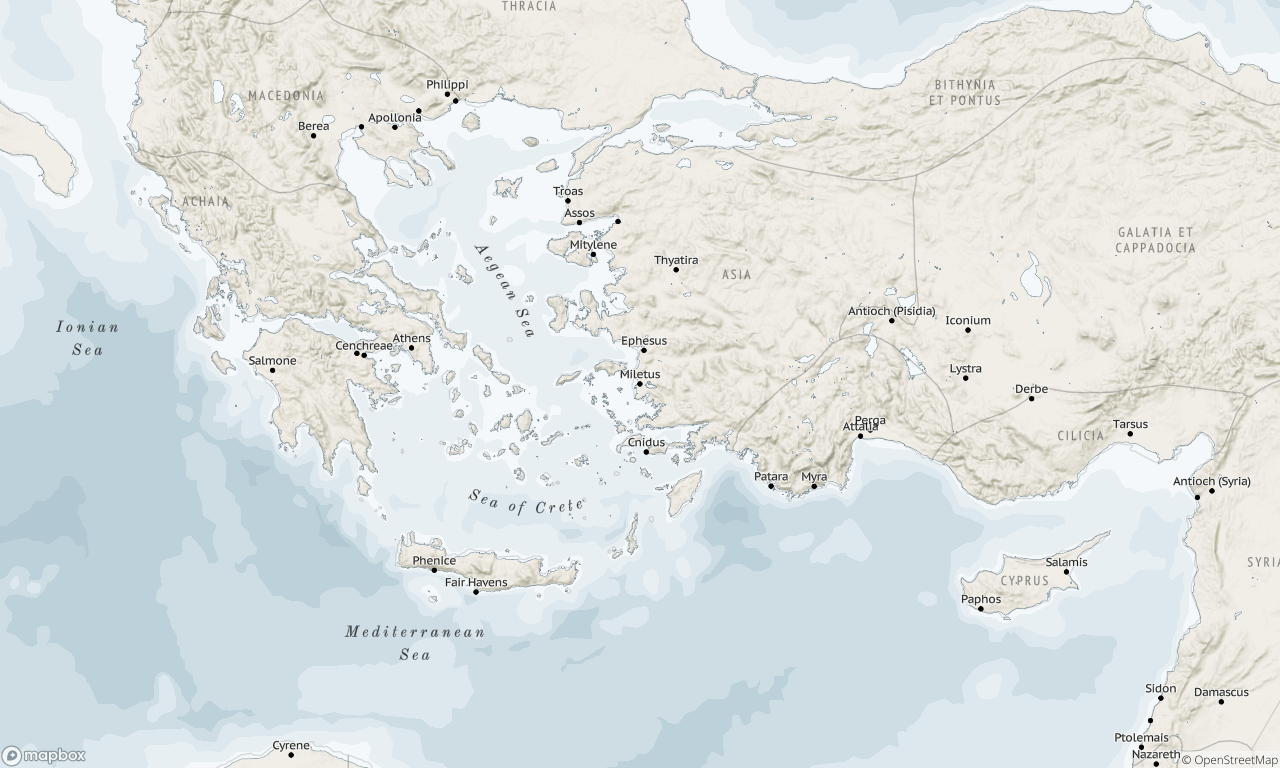 THRACIA
Philippi
BITHYNIA
ET PONTUS
MACEDONIA
Apollonia
Berea
Troas
ACHAIA
Assos
GALATIA ET
CAPPADOCIA
Mitylene
Thyatira
ASIA
Aegean Sea
Antioch (Pisidia)
Iconium
Ionian
Sea
Athens
Ephesus
Cenchreae
Salmone
Miletus
Lystra
Derbe
Perga
Attalia
Tarsus
CILICIA
Cnidus
Patara
Myra
Antioch (Syria)
Sea of Crete
Phenice
SYRIA
Salamis
Fair Havens
CYPRUS
Paphos
Mediterranean
Sea
Sidon
Damascus
Ptolemais
Cyrene
Nazareth
mapbox
© OpenStreetMap